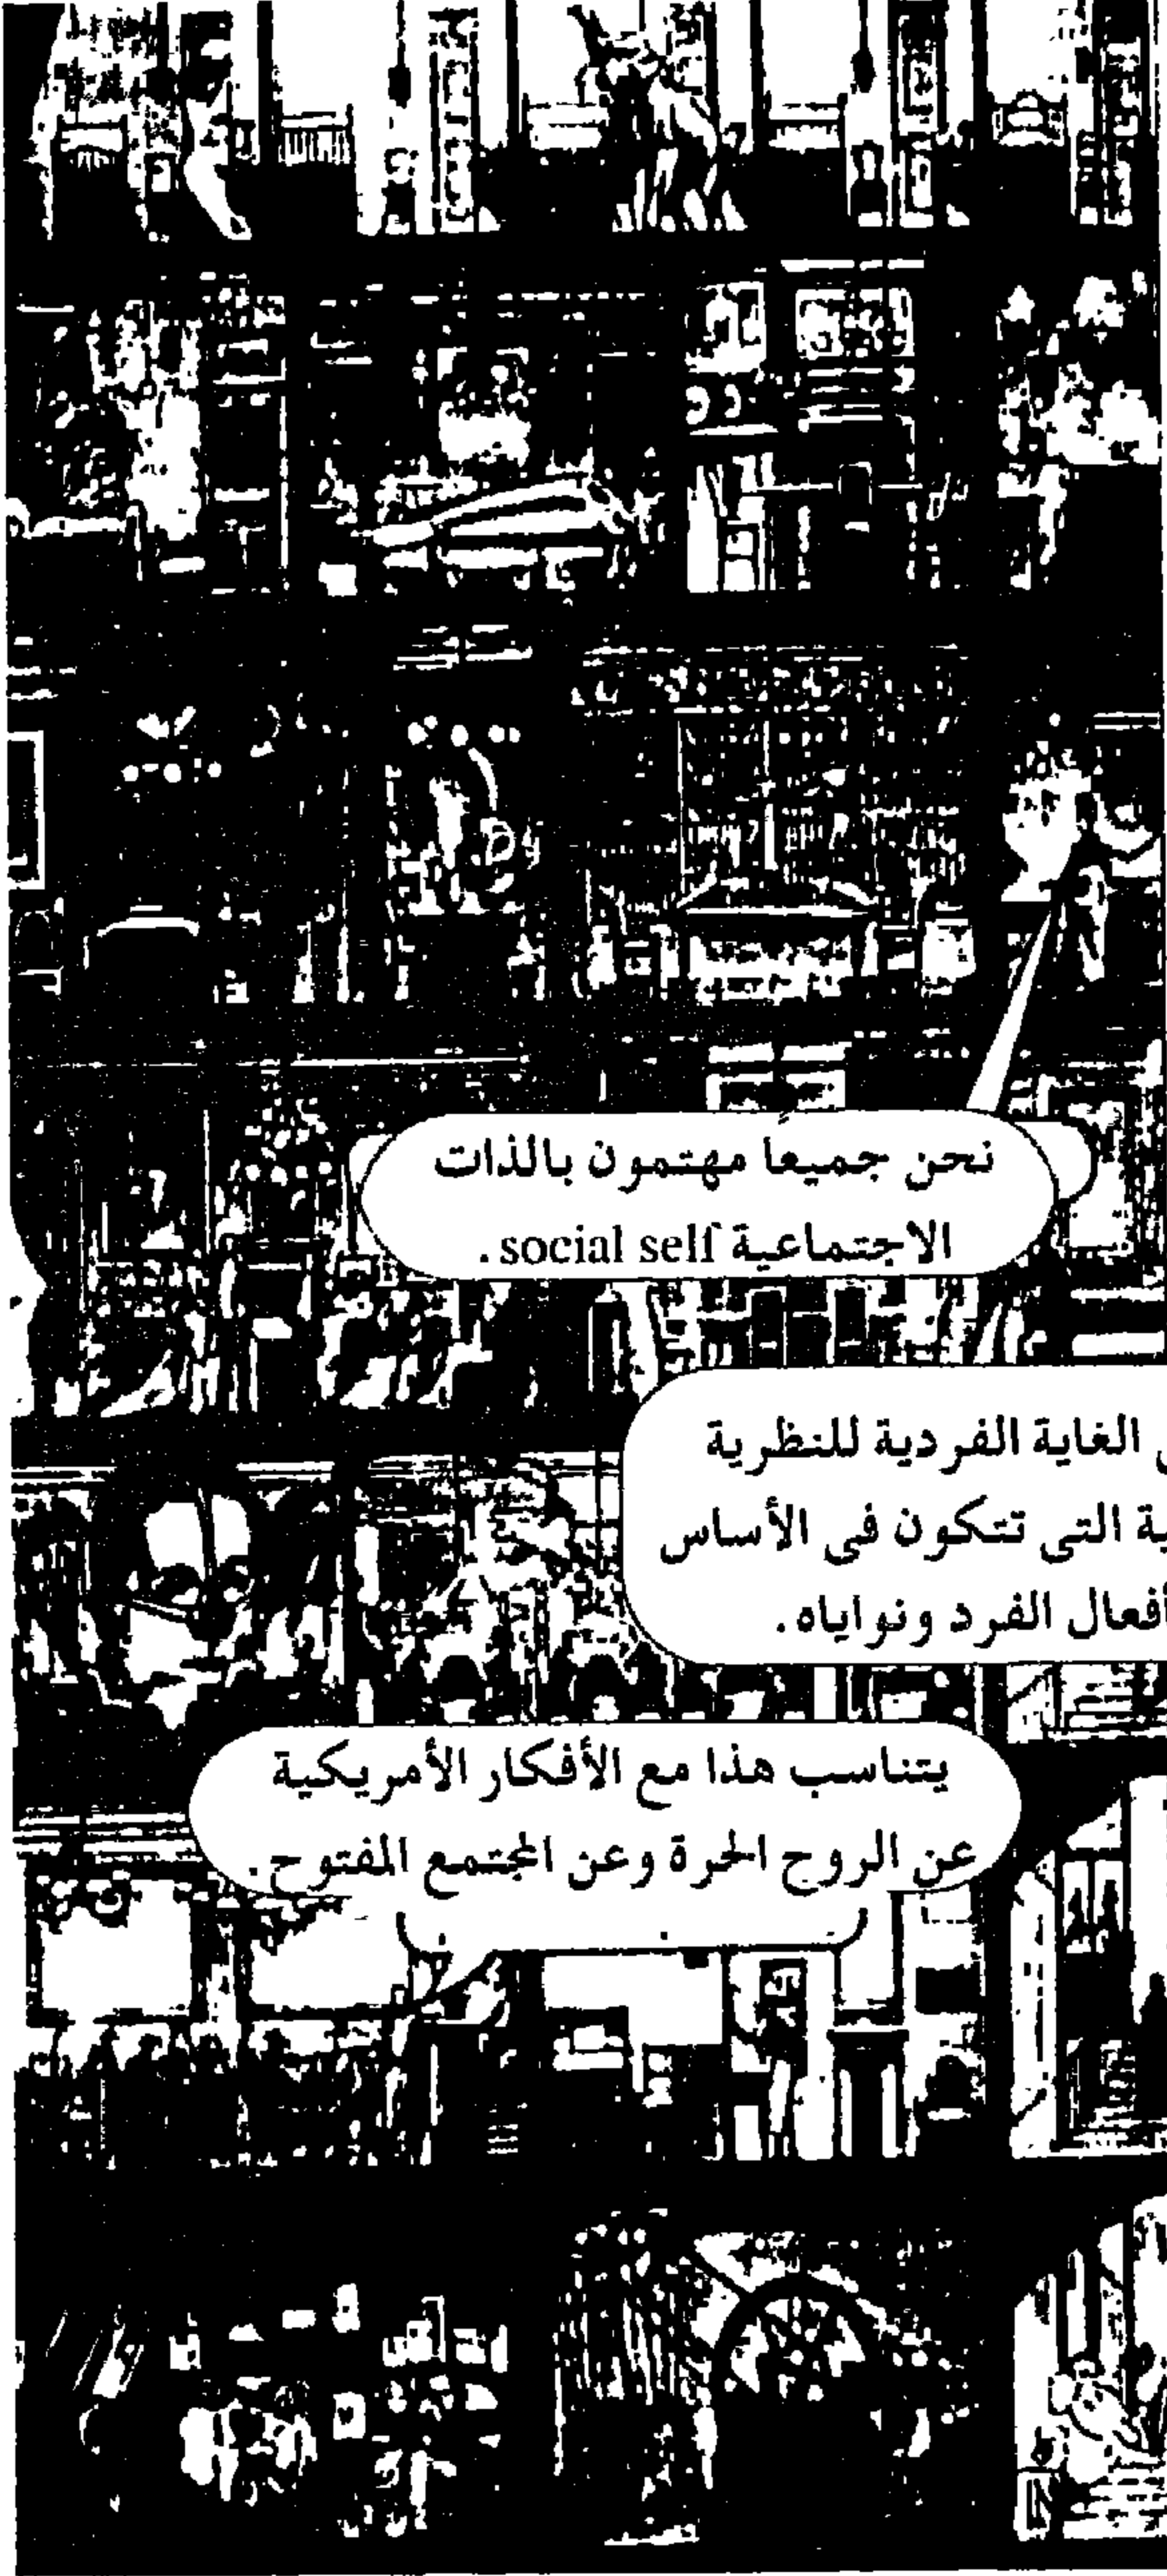 نحن جميعاً مهتمون بالذات
الاجتماعية social self .
الغاية الفردية للنظرية
التى تتكون فى الأساس
أفعال الفرد ونواياه.
يتناسب هذا مع الأفكار الأمريكية
عن الروح الحرة وعن المجتمع المفتوح.